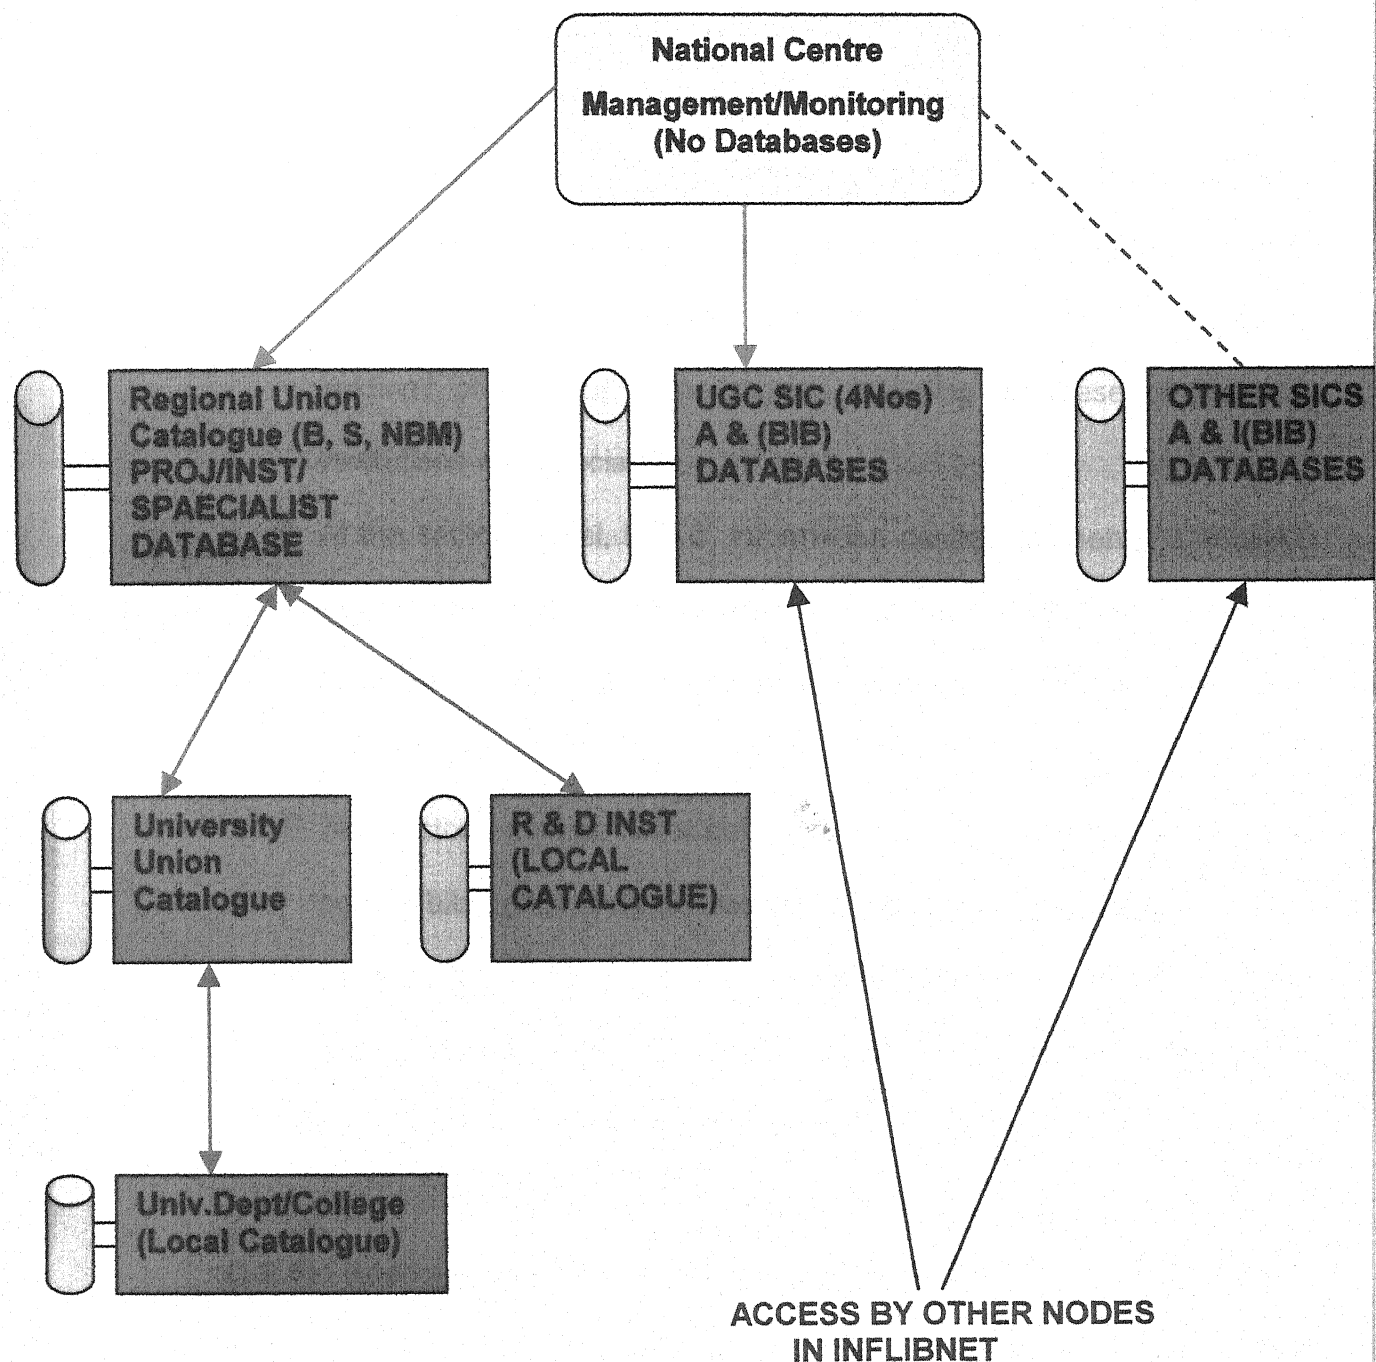 National Centre
Management/Monitoring
(No Databases)
Regional Union
Catalogue (B, S, NBM)
PROJ/INST/
SPAECIALIST
DATABASE
UGC SIC (4Nos)
A & (BIB)
DATABASES
OTHER SICS
A & I(BIB)
DATABASES
University
Union
Catalogue
R & D INST
(LOCAL
CATALOGUE)
Univ.Dept/College
(Local Catalogue)
ACCESS BY OTHER NODES
IN INFLIBNET